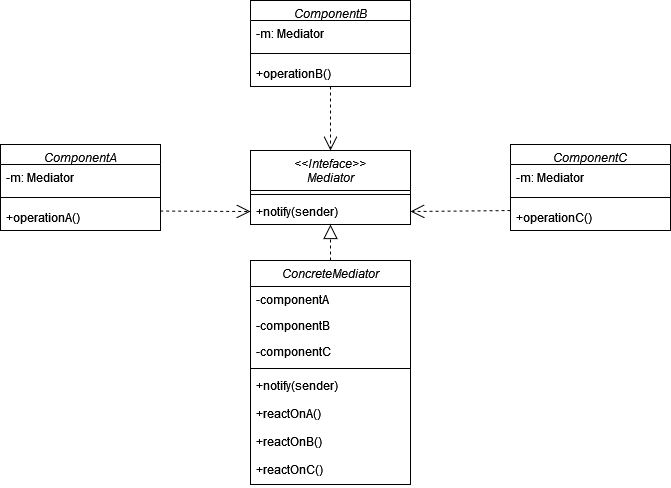 ComponentB
-m: Mediator
+operationB()
ComponentA
-m: Mediator
+operationA()
<<Inteface>>
Mediator
+notify(sender)
ComponentC
-m: Mediator
+operationC()
ConcreteMediator
-componentA
-componentB
-componentC
+notify(sender)
+reactOnA()
+reactOnB()
+reactOnC()